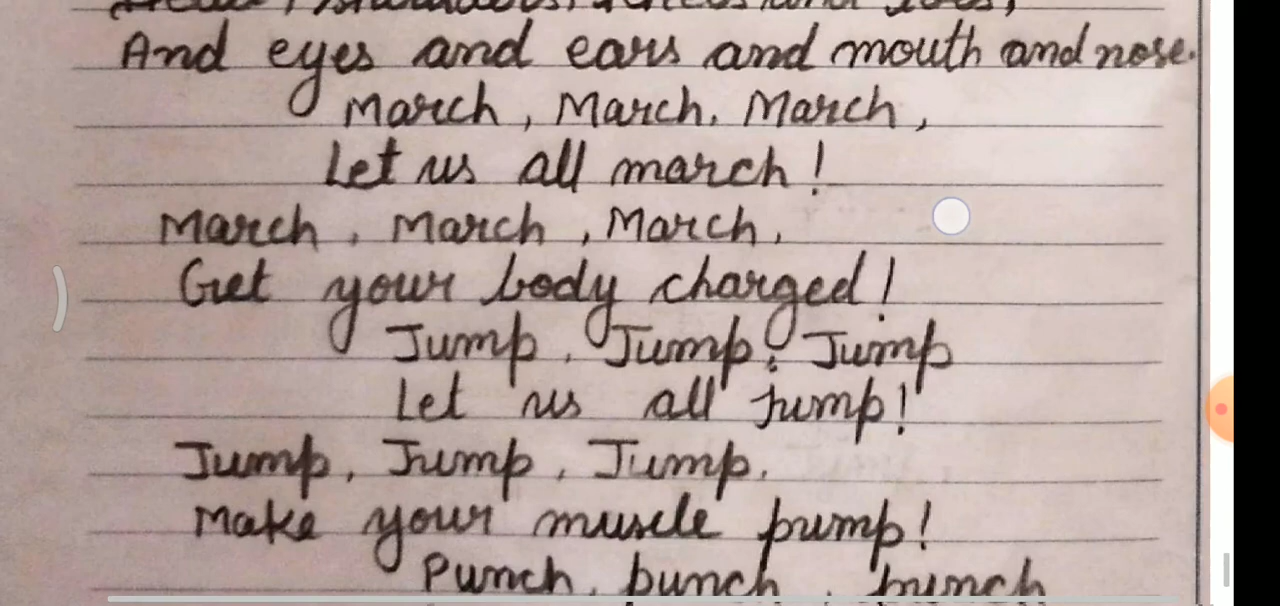 And eyes and ears and mouth and nose.
March, March, March,
Let us all march!
March, March, March,
Get your body charged!
Jump, Jump, Jump
Let us all Jump!
Jump, Jump, Jump.
Make your muscle pump!
Punch, punch, punch